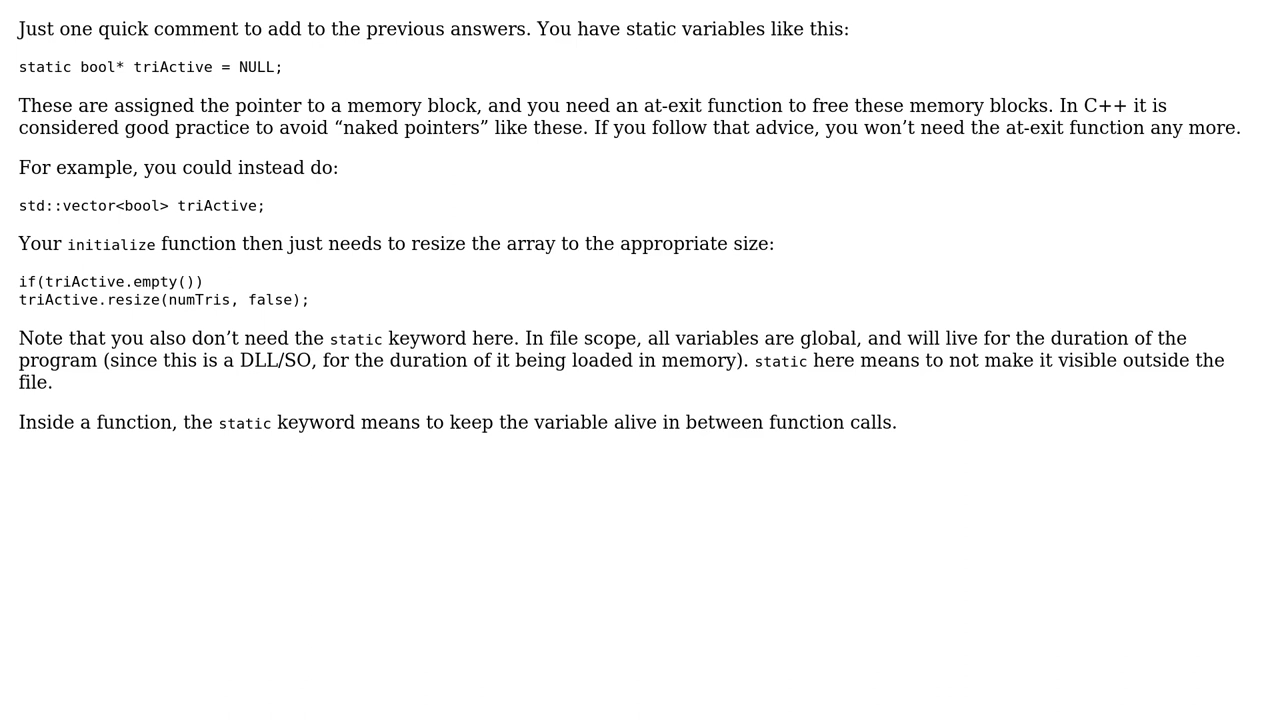 Just one quick comment to add to the previous answers. You have static variables like this:
static bool* triActive = NULL;
These are assigned the pointer to a memory block, and you need an at-exit function to free these memory blocks. In C++ it is
considered good practice to avoid “naked pointers” like these. If you follow that advice, you won’t need the at-exit function any more.
For example, you could instead do:
std::vector<bool> triActive;
Your initialize function then just needs to resize the array to the appropriate size:
if(triActive.empty())
triActive.resize(numTris, false);
Note that you also don’t need the static keyword here. In file scope, all variables are global, and will live for the duration of the
program (since this is a DLL/SO, for the duration of it being loaded in memory). static here means to not make it visible outside the
file.
Inside a function, the static keyword means to keep the variable alive in between function calls.